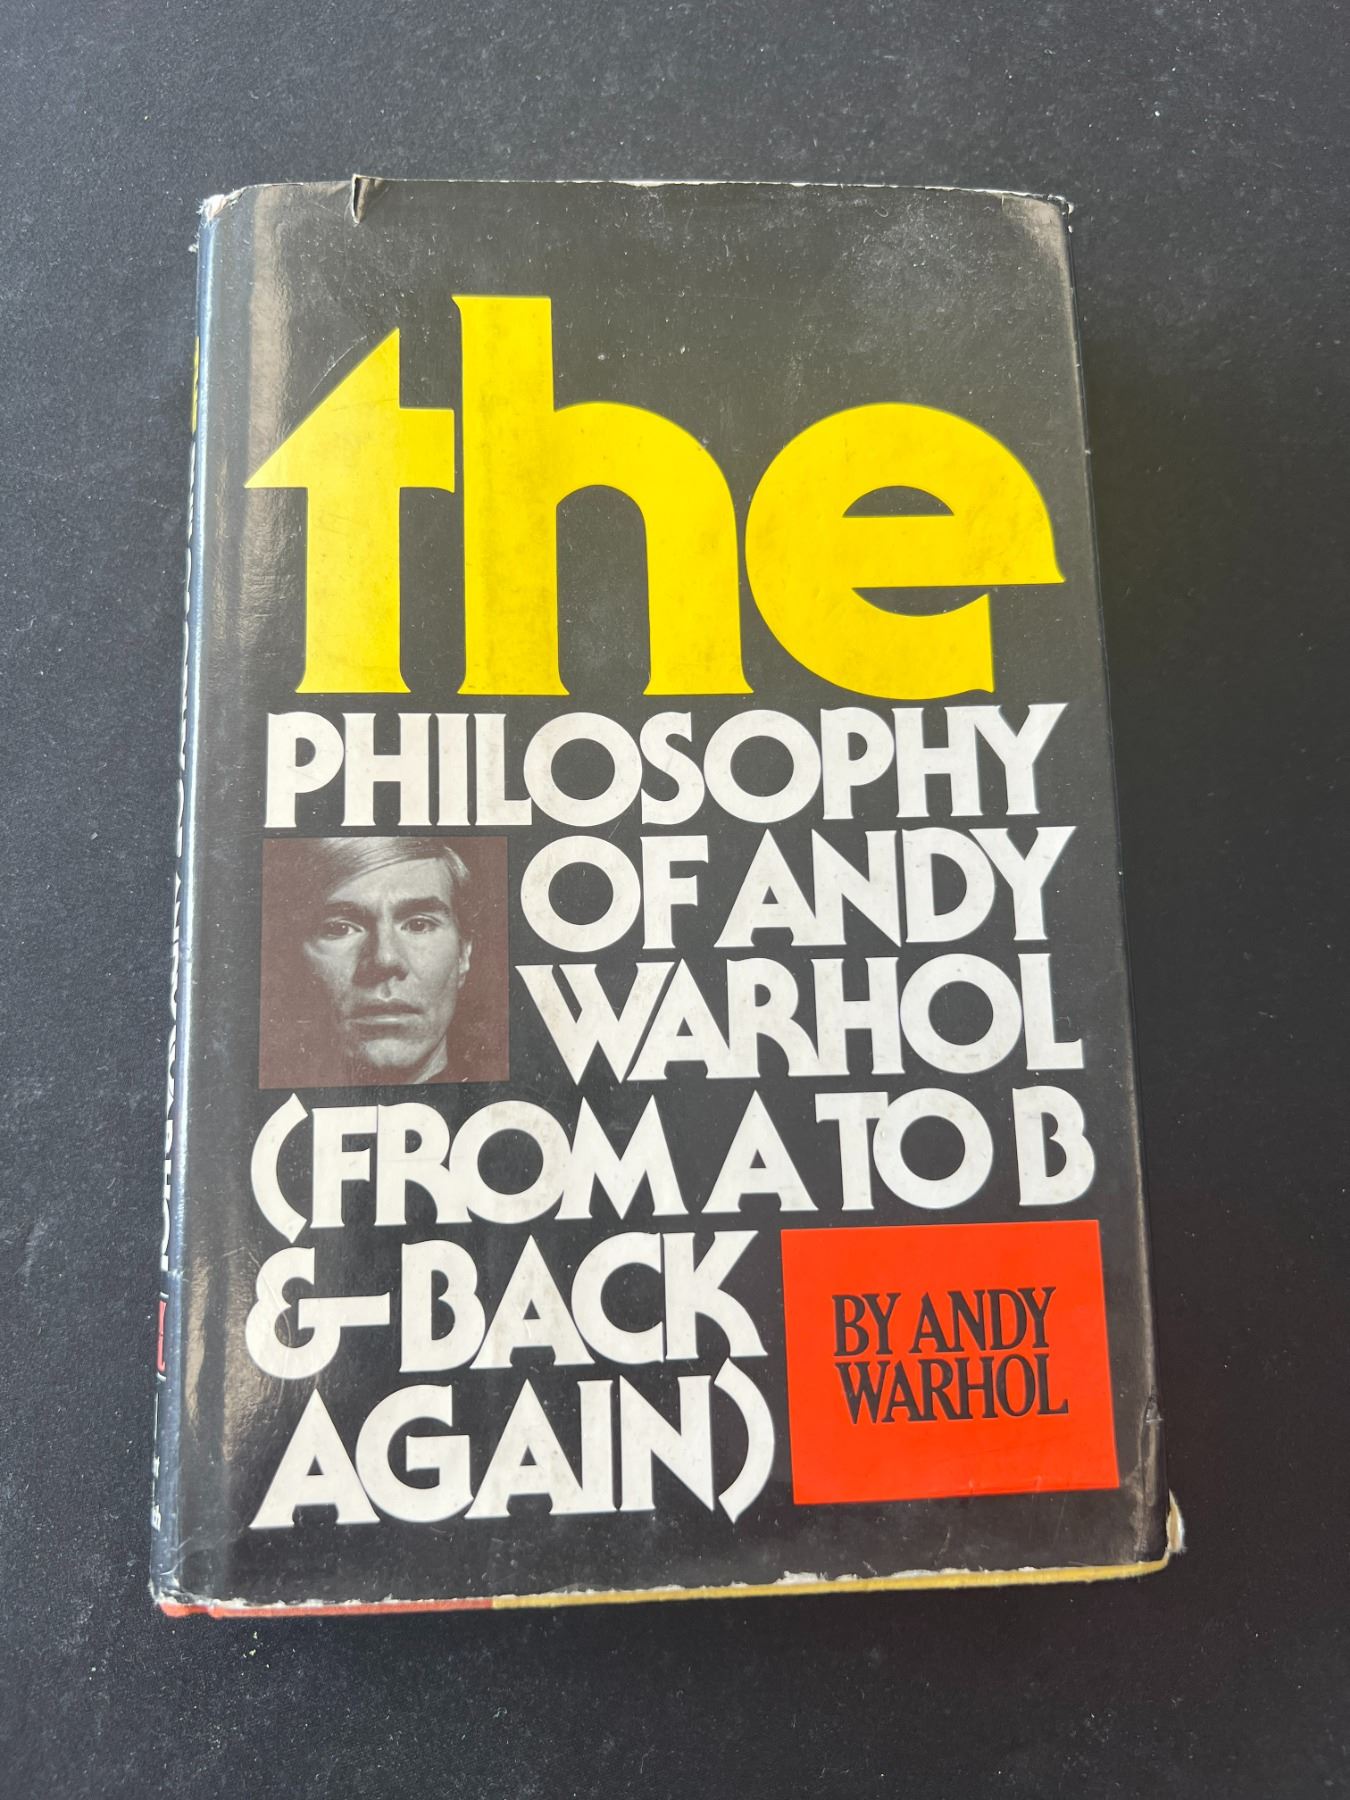 the
PHILOSOPHY
OF ANDY
WARHOL
(FROM A TO B
& BACK
AGAIN)
BY ANDY
WARHOL